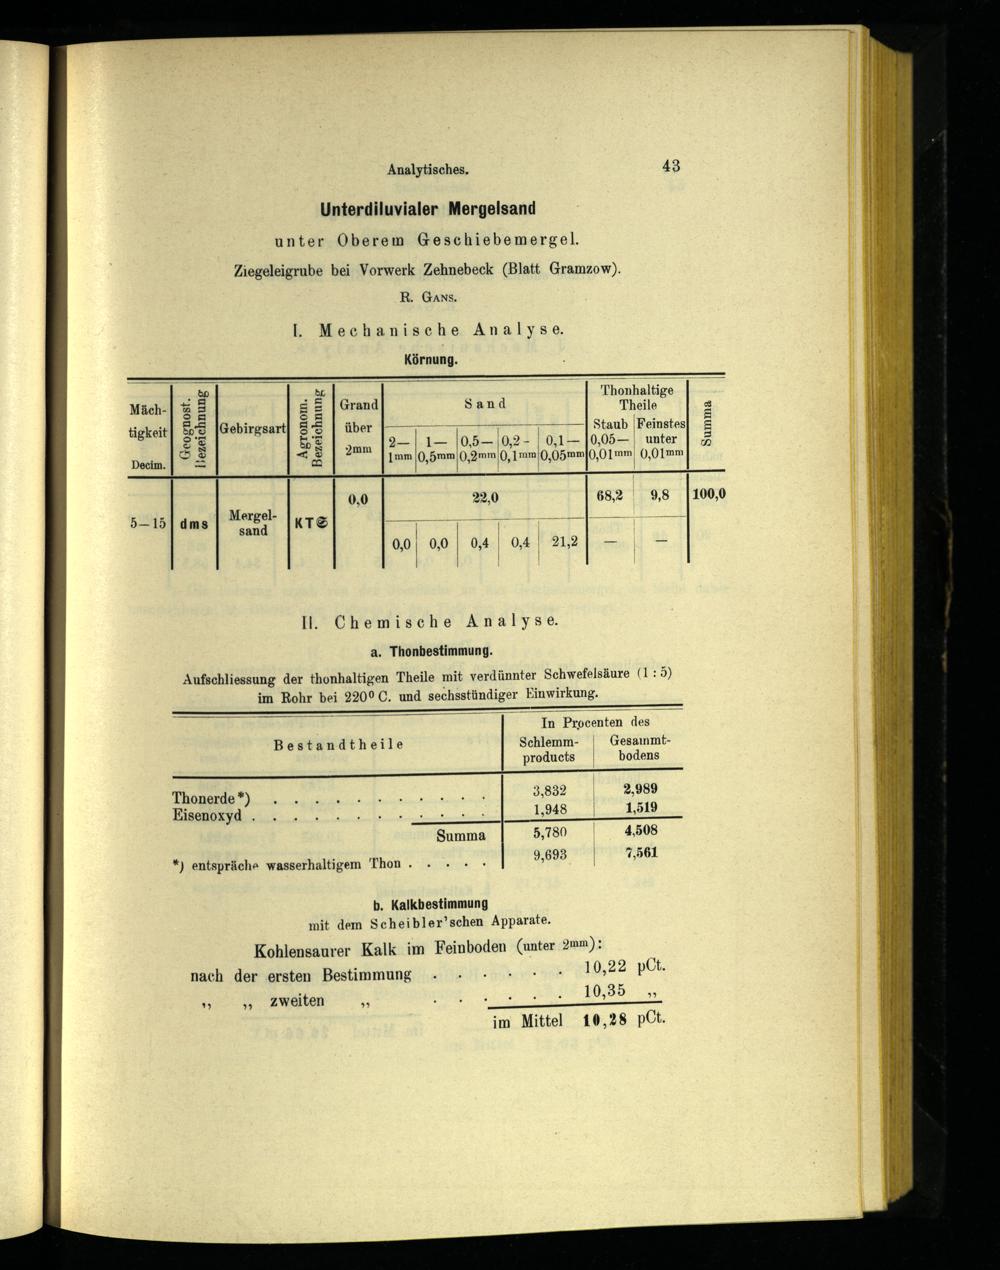 Analytisches. 43
Unterdiluvialer Mergelsand
unter Oberem Geschiebemergel.
Ziegeleigrube bei Vorwerk Zehnebeck (Blatt Gramzow).
R. GANS.
I. Mechanische Analyse.
Körnung.
Mäch-
tigkeit
Decim.
Geognost.
Bezeichnung
Gebirgsart
Agronom.
Bezeichnung
Grand
über
2mm
Sand
2—
1mm
1—
0,5mm
0,5—
0,2mm
0,2-
0,1mm
0,1—
0,05mm
Thonhaltige
Theile
Staub
0,05—
0,01mm
Feinstes
unter
0,01mm
Summa
5—15 dms
Mergel-
sand
KT𝔖
0,0 22,0 68,2 9,8 100,0
0,0 0,0 0,4 0,4 21,2 — —
II. Chemische Analyse.
a. Thonbestimmung.
Aufschliessung der thonhaltigen Theile mit verdünnter Schwefelsäure (1 : 5)
im Rohr bei 220° C. und sechsstündiger Einwirkung.
Bestandtheile
In Procenten des
Schlemm-
products
Gesammt-
bodens
Thonerde*) . . . . . . . . . . . 3,832 2,989
Eisenoxyd . . . . . . . . . . . . 1,948 1,519
Summa 5,780 4,508
*) entspräche wasserhaltigem Thon . . . . . 9,693 7,561
b. Kalkbestimmung
mit dem Scheibler'schen Apparate.
Kohlensaurer Kalk im Feinboden (unter 2mm):
nach der ersten Bestimmung . . . . . . 10,22 pCt.
„ „ zweiten „ . . . . . . 10,35 „
im Mittel 10,28 pCt.